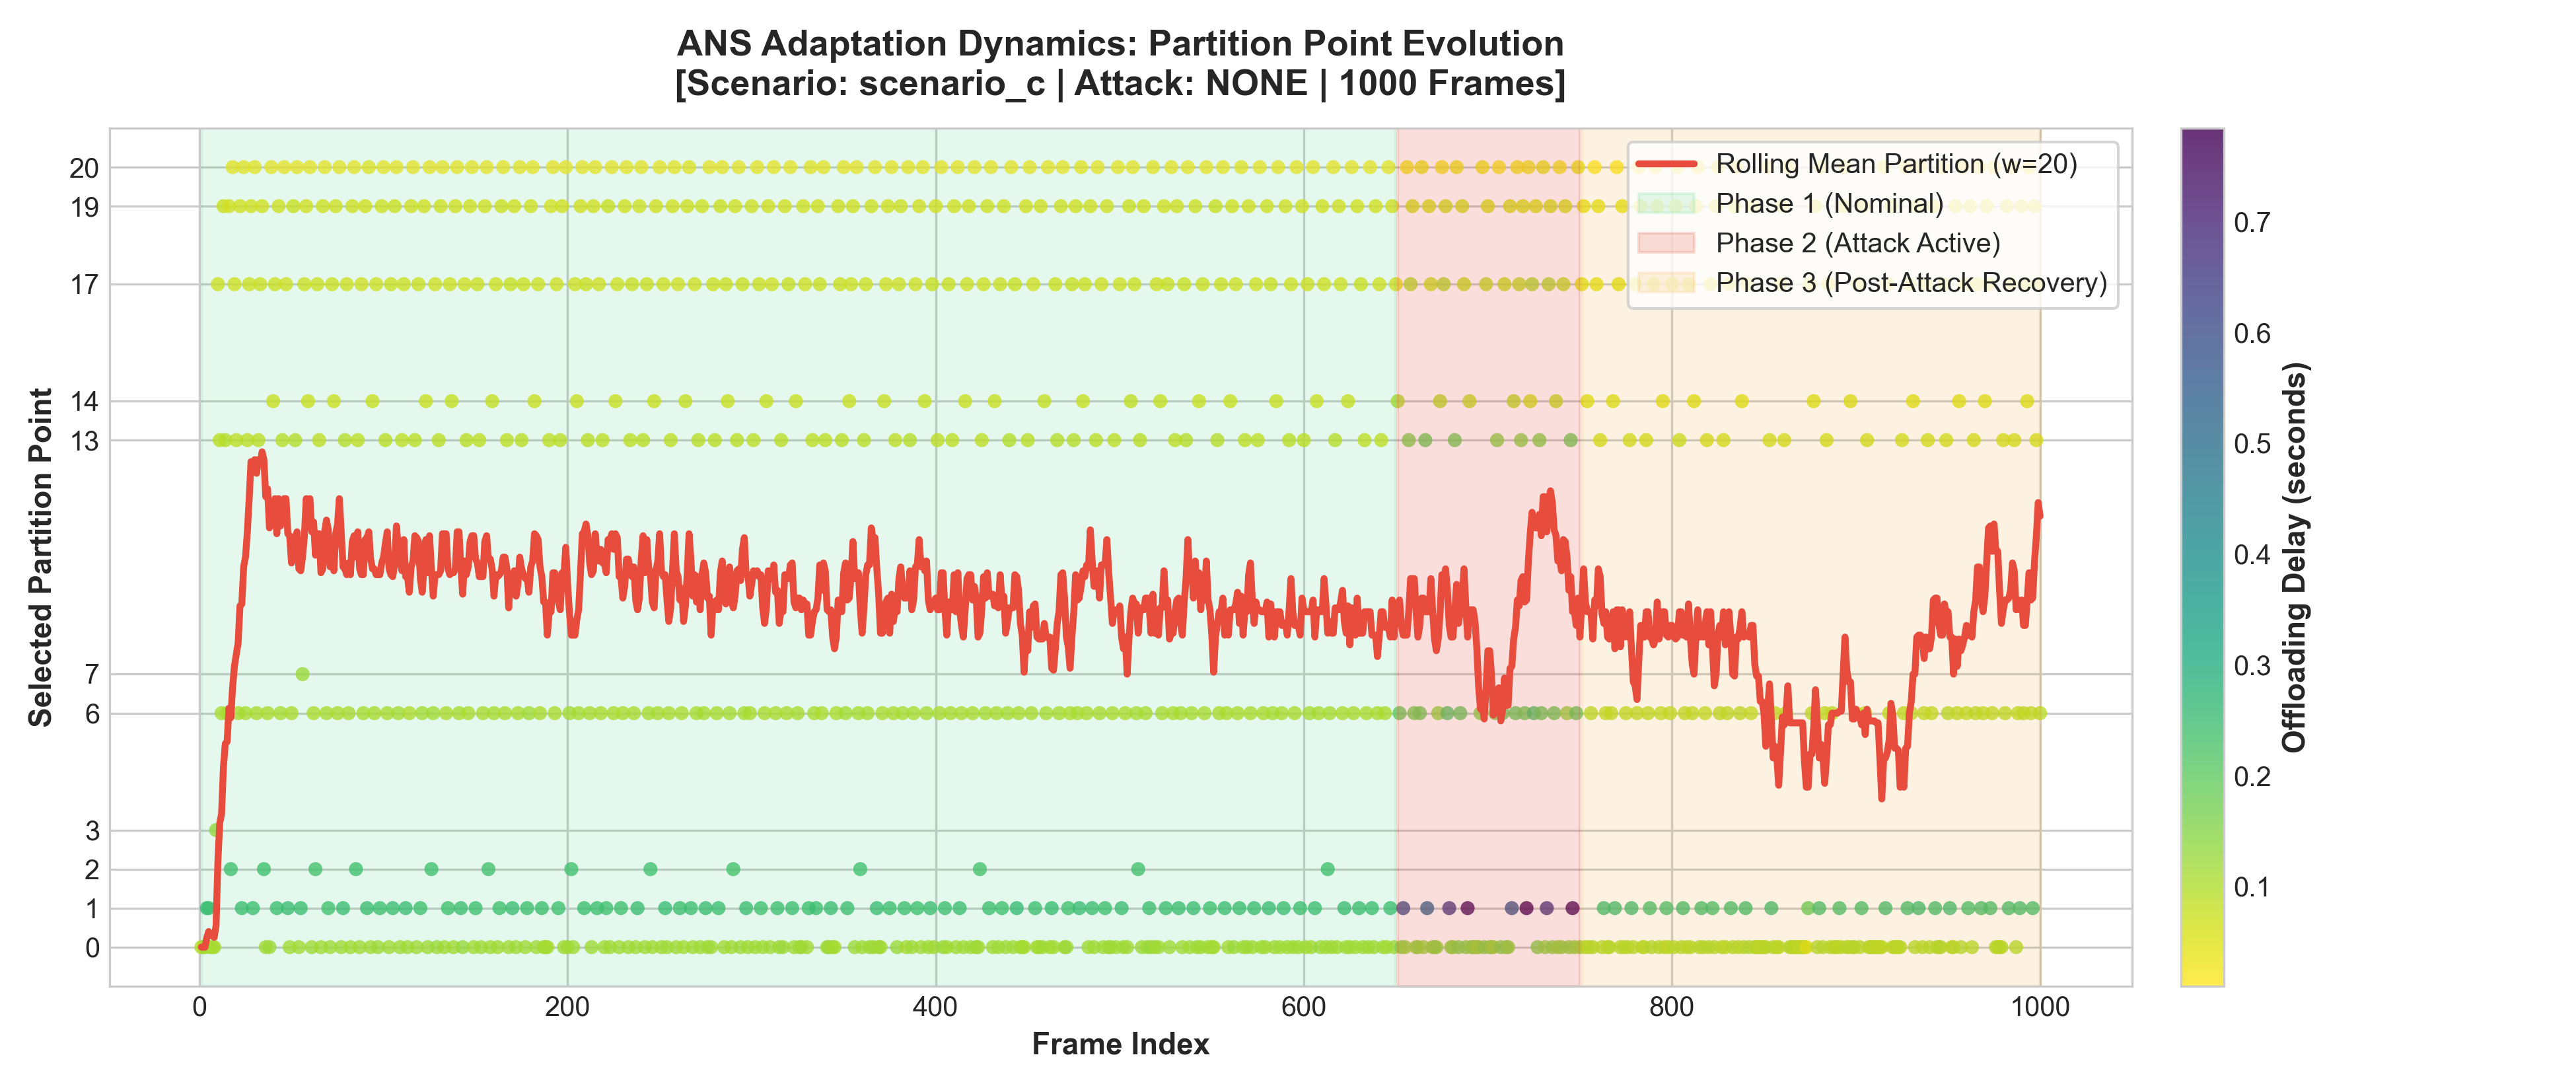 ANS Adaptation Dynamics: Partition Point Evolution
[Scenario: scenario_c | Attack: NONE | 1000 Frames]
Selected Partition Point
20
19
17
14
13
7
6
3
2
1
0
Rolling Mean Partition (w=20)
Phase 1 (Nominal)
Phase 2 (Attack Active)
Phase 3 (Post-Attack Recovery)
0
200
400
600
800
1000
Frame Index
0.7
0.6
0.5
0.4
0.3
0.2
0.1
Offloading Delay (seconds)